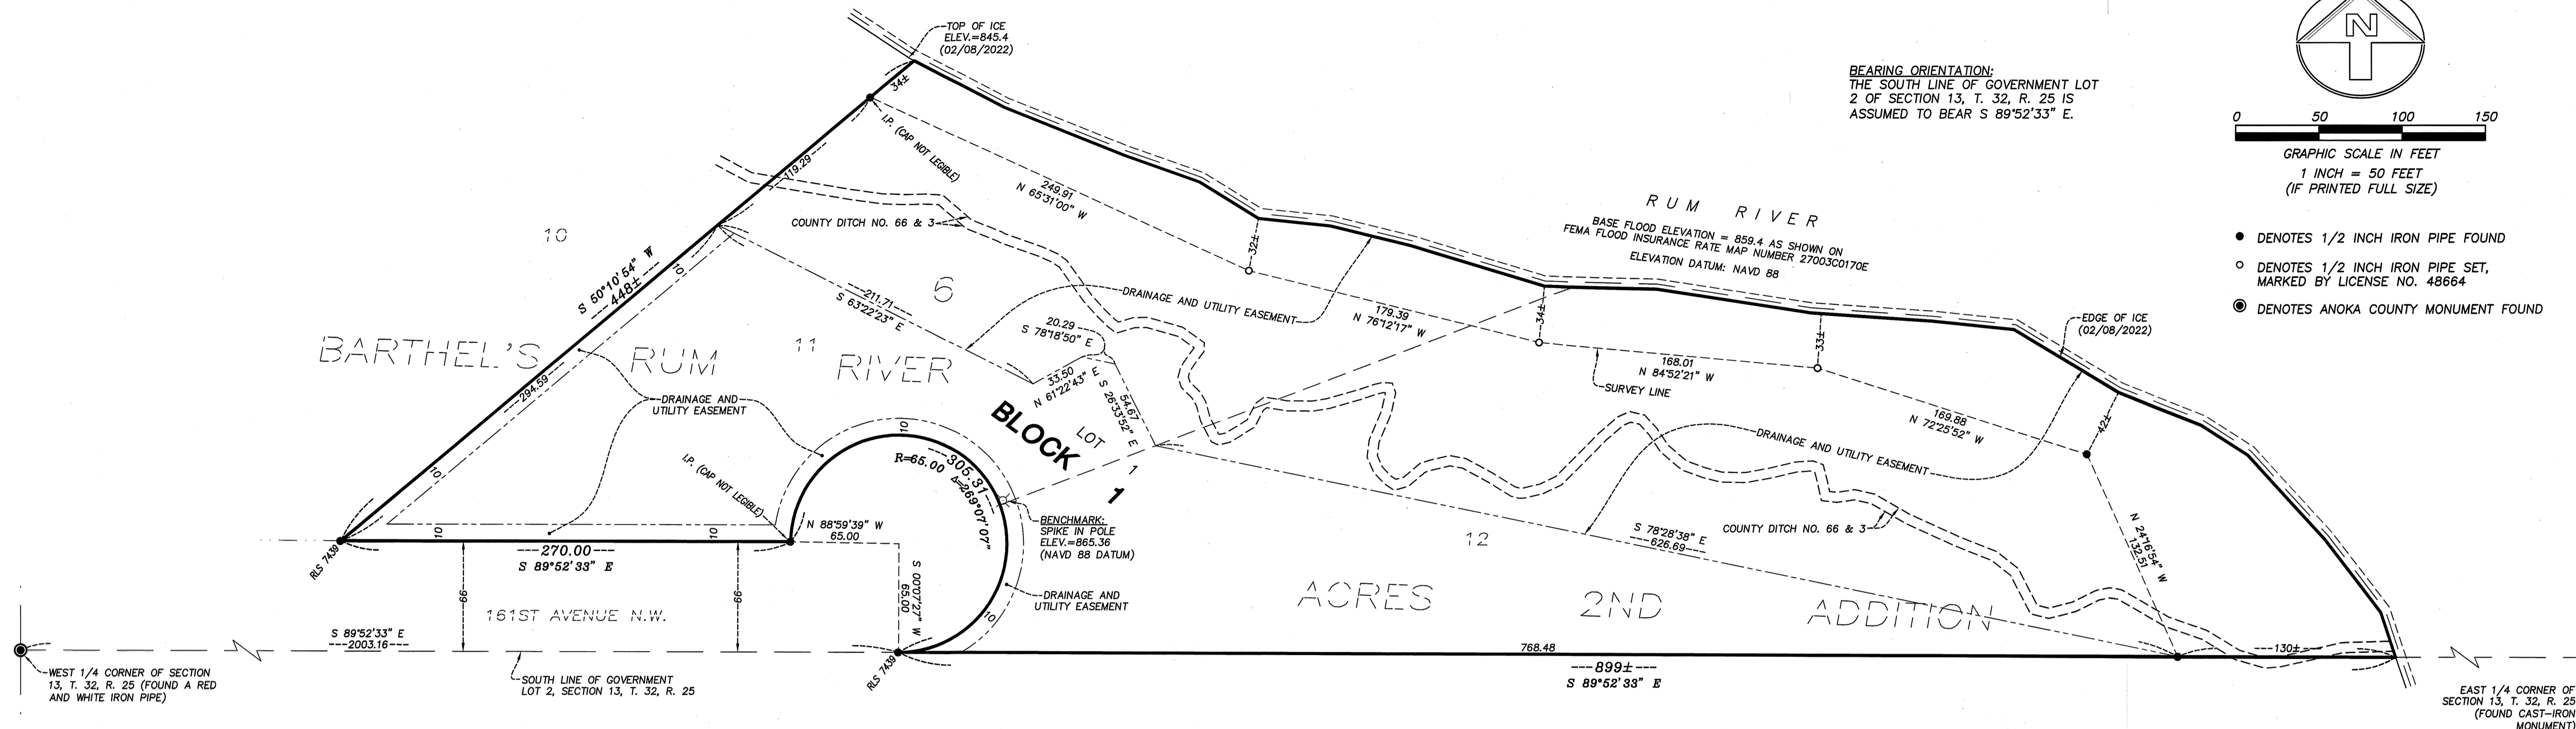 TOP OF ICE
ELEV.=845.4
(02/08/2022)
34±
I.P. (CAP NOT LEGIBLE)
119.29
249.91
N 65°31'00" W
COUNTY DITCH NO. 66 & 3
10
S 50°10'54" W
448±
10
294.59
10
6
211.71
S 63°22'23" E
DRAINAGE AND UTILITY EASEMENT
20.29
S 78°18'50" E
33.50
N 61°22'43" E
54.67
S 26°33'52" E
11
BARTHEL'S RUM RIVER
DRAINAGE AND
UTILITY EASEMENT
I.P. (CAP NOT LEGIBLE)
10
305.31
R=65.00
Δ=269°07'07"
BLOCK 1
LOT 1
BENCHMARK:
SPIKE IN POLE
ELEV.=865.36
(NAVD 88 DATUM)
N 88°59'39" W
65.00
S 00°07'27" W
65.00
DRAINAGE AND
UTILITY EASEMENT
10
RLS 7439
10
10
270.00
S 89°52'33" E
66
66
161ST AVENUE N.W.
S 89°52'33" E
2003.16
WEST 1/4 CORNER OF SECTION
13, T. 32, R. 25 (FOUND A RED
AND WHITE IRON PIPE)
SOUTH LINE OF GOVERNMENT
LOT 2, SECTION 13, T. 32, R. 25
RLS 7439
32±
179.39
N 76°12'17" W
34±
RUM RIVER
BASE FLOOD ELEVATION = 859.4 AS SHOWN ON
FEMA FLOOD INSURANCE RATE MAP NUMBER 27003C0170E
ELEVATION DATUM: NAVD 88
168.01
N 84°52'21" W
SURVEY LINE
33±
169.88
N 72°25'52" W
42±
EDGE OF ICE
(02/08/2022)
DRAINAGE AND UTILITY EASEMENT
COUNTY DITCH NO. 66 & 3
N 24°16'54" W
132.51
12
S 78°28'38" E
626.69
ACRES 2ND ADDITION
768.48
899±
S 89°52'33" E
130±
EAST 1/4 CORNER OF
SECTION 13, T. 32, R. 25
(FOUND CAST-IRON
MONUMENT)
BEARING ORIENTATION:
THE SOUTH LINE OF GOVERNMENT LOT
2 OF SECTION 13, T. 32, R. 25 IS
ASSUMED TO BEAR S 89°52'33" E.
N
0 50 100 150
GRAPHIC SCALE IN FEET
1 INCH = 50 FEET
(IF PRINTED FULL SIZE)
DENOTES 1/2 INCH IRON PIPE FOUND
DENOTES 1/2 INCH IRON PIPE SET,
MARKED BY LICENSE NO. 48664
DENOTES ANOKA COUNTY MONUMENT FOUND